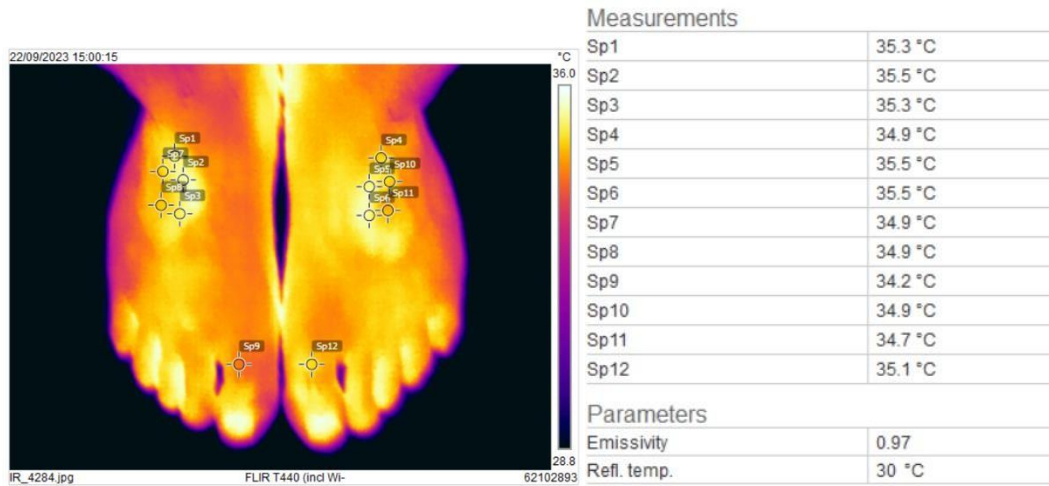 Measurements
22/09/2023 15:00:15
°C
36.0
Sp1
Sp7
Sp2
Sp8
Sp3
Sp4
Sp5
Sp10
Sp6
Sp11
Sp9
Sp12
28.8
IR_4284.jpg FLIR T440 (incl Wi- 62102893
Sp1 35.3 °C
Sp2 35.5 °C
Sp3 35.3 °C
Sp4 34.9 °C
Sp5 35.5 °C
Sp6 35.5 °C
Sp7 34.9 °C
Sp8 34.9 °C
Sp9 34.2 °C
Sp10 34.9 °C
Sp11 34.7 °C
Sp12 35.1 °C
Parameters
Emissivity 0.97
Refl. temp. 30 °C